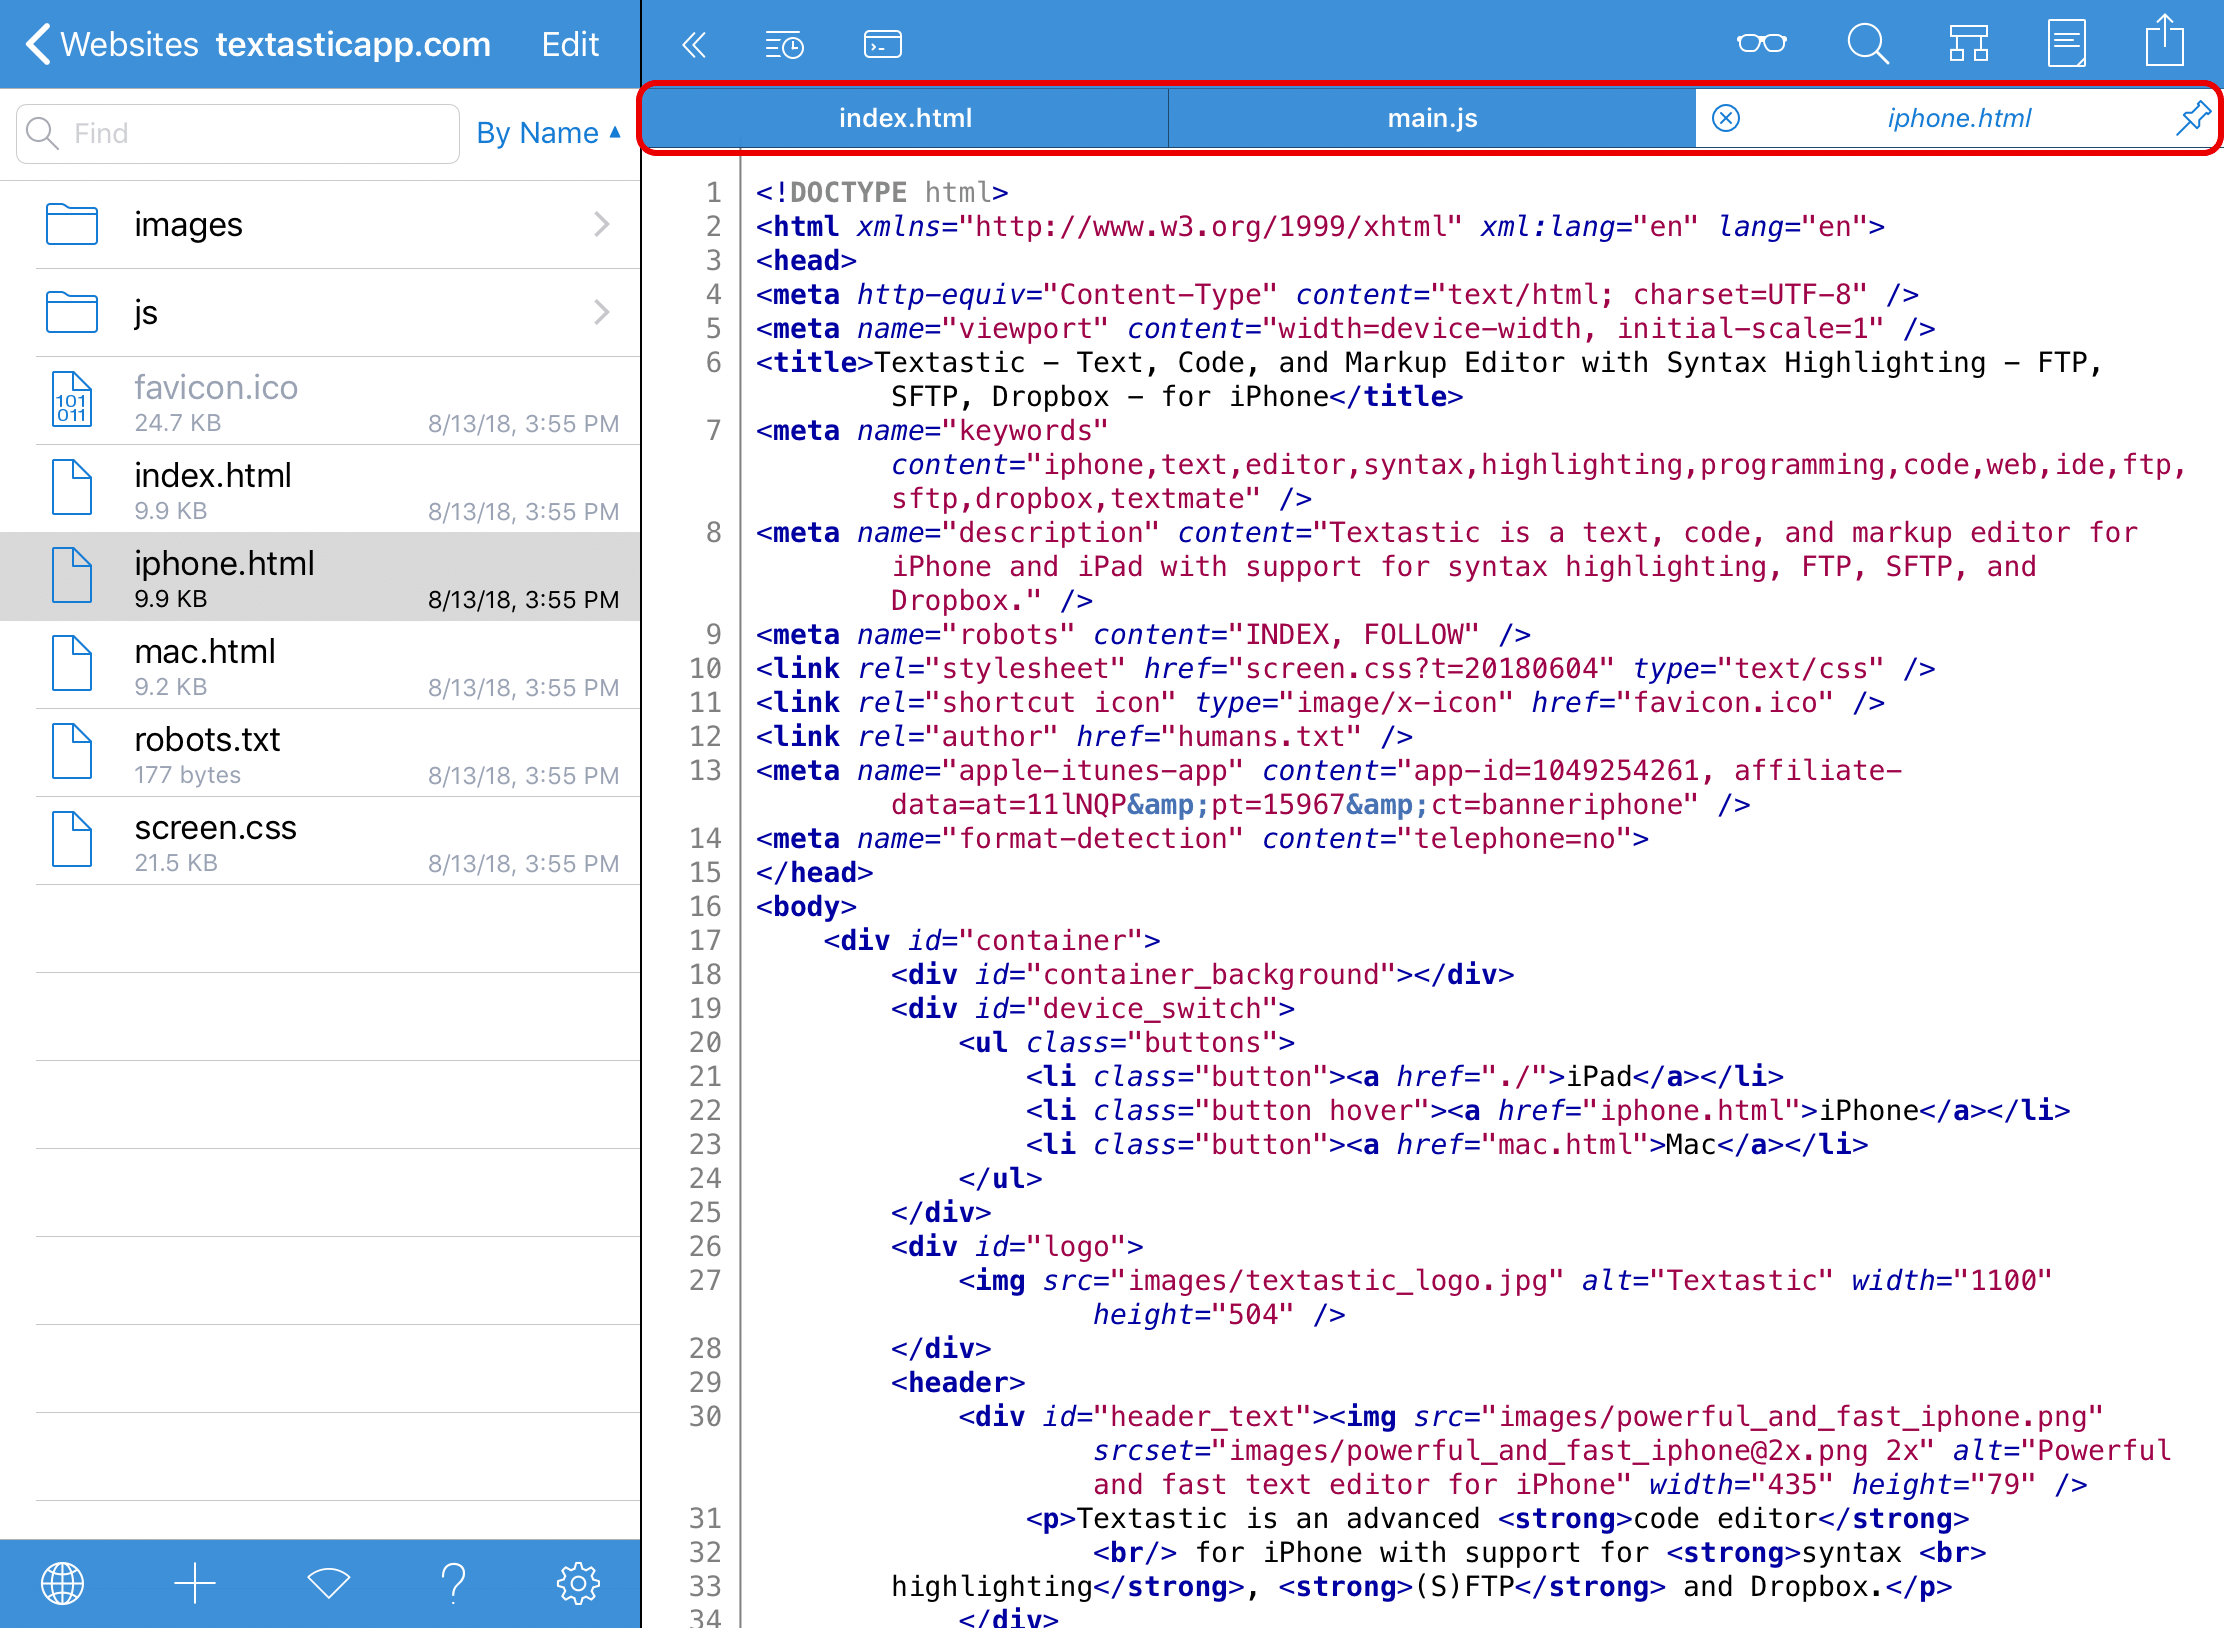 Websites textasticapp.com Edit
Find By Name ▲
images
js
101
011
favicon.ico
24.7 KB 8/13/18, 3:55 PM
index.html
9.9 KB 8/13/18, 3:55 PM
iphone.html
9.9 KB 8/13/18, 3:55 PM
mac.html
9.2 KB 8/13/18, 3:55 PM
robots.txt
177 bytes 8/13/18, 3:55 PM
screen.css
21.5 KB 8/13/18, 3:55 PM
index.html main.js iphone.html
1 <!DOCTYPE html>
2 <html xmlns="http://www.w3.org/1999/xhtml" xml:lang="en" lang="en">
3 <head>
4 <meta http-equiv="Content-Type" content="text/html; charset=UTF-8" />
5 <meta name="viewport" content="width=device-width, initial-scale=1" />
6 <title>Textastic - Text, Code, and Markup Editor with Syntax Highlighting - FTP,
SFTP, Dropbox - for iPhone</title>
7 <meta name="keywords"
content="iphone,text,editor,syntax,highlighting,programming,code,web,ide,ftp,
sftp,dropbox,textmate" />
8 <meta name="description" content="Textastic is a text, code, and markup editor for
iPhone and iPad with support for syntax highlighting, FTP, SFTP, and
Dropbox." />
9 <meta name="robots" content="INDEX, FOLLOW" />
10 <link rel="stylesheet" href="screen.css?t=20180604" type="text/css" />
11 <link rel="shortcut icon" type="image/x-icon" href="favicon.ico" />
12 <link rel="author" href="humans.txt" />
13 <meta name="apple-itunes-app" content="app-id=1049254261, affiliate-
data=at=11lNQP&amp;pt=15967&amp;ct=banneriphone" />
14 <meta name="format-detection" content="telephone=no">
15 </head>
16 <body>
17 <div id="container">
18 <div id="container_background"></div>
19 <div id="device_switch">
20 <ul class="buttons">
21 <li class="button"><a href="./">iPad</a></li>
22 <li class="button hover"><a href="iphone.html">iPhone</a></li>
23 <li class="button"><a href="mac.html">Mac</a></li>
24 </ul>
25 </div>
26 <div id="logo">
27 <img src="images/textastic_logo.jpg" alt="Textastic" width="1100"
height="504" />
28 </div>
29 <header>
30 <div id="header_text"><img src="images/powerful_and_fast_iphone.png"
srcset="images/powerful_and_fast_iphone@2x.png 2x" alt="Powerful
and fast text editor for iPhone" width="435" height="79" />
31 <p>Textastic is an advanced <strong>code editor</strong>
32 <br/> for iPhone with support for <strong>syntax <br>
33 highlighting</strong>, <strong>(S)FTP</strong> and Dropbox.</p>
34 </div>